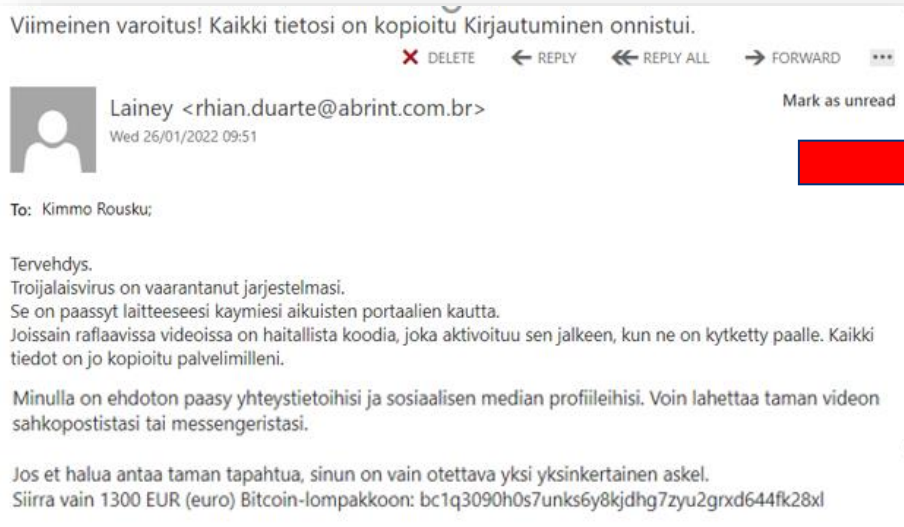 Viimeinen varoitus! Kaikki tietosi on kopioitu Kirjautuminen onnistui.
DELETE REPLY REPLY ALL FORWARD ...
Lainey <rhian.duarte@abrint.com.br>
Mark as unread
Wed 26/01/2022 09:51
To: Kimmo Rousku;
Tervehdys.
Troijalaisvirus on vaarantanut jarjestelmasi.
Se on paassyt laitteeseesi kaymiesi aikuisten portaalien kautta.
Joissain raflaavissa videoissa on haitallista koodia, joka aktivoituu sen jalkeen, kun ne on kytketty paalle. Kaikki
tiedot on jo kopioitu palvelimilleni.
Minulla on ehdoton paasy yhteystietoihisi ja sosiaalisen median profiileihisi. Voin lahettaa taman videon
sahkopostistasi tai messengeristasi.
Jos et halua antaa taman tapahtua, sinun on vain otettava yksi yksinkertainen askel.
Siirra vain 1300 EUR (euro) Bitcoin-lompakkoon: bc1q3090h0s7unks6y8kjdhg7zyu2grxd644fk28xl